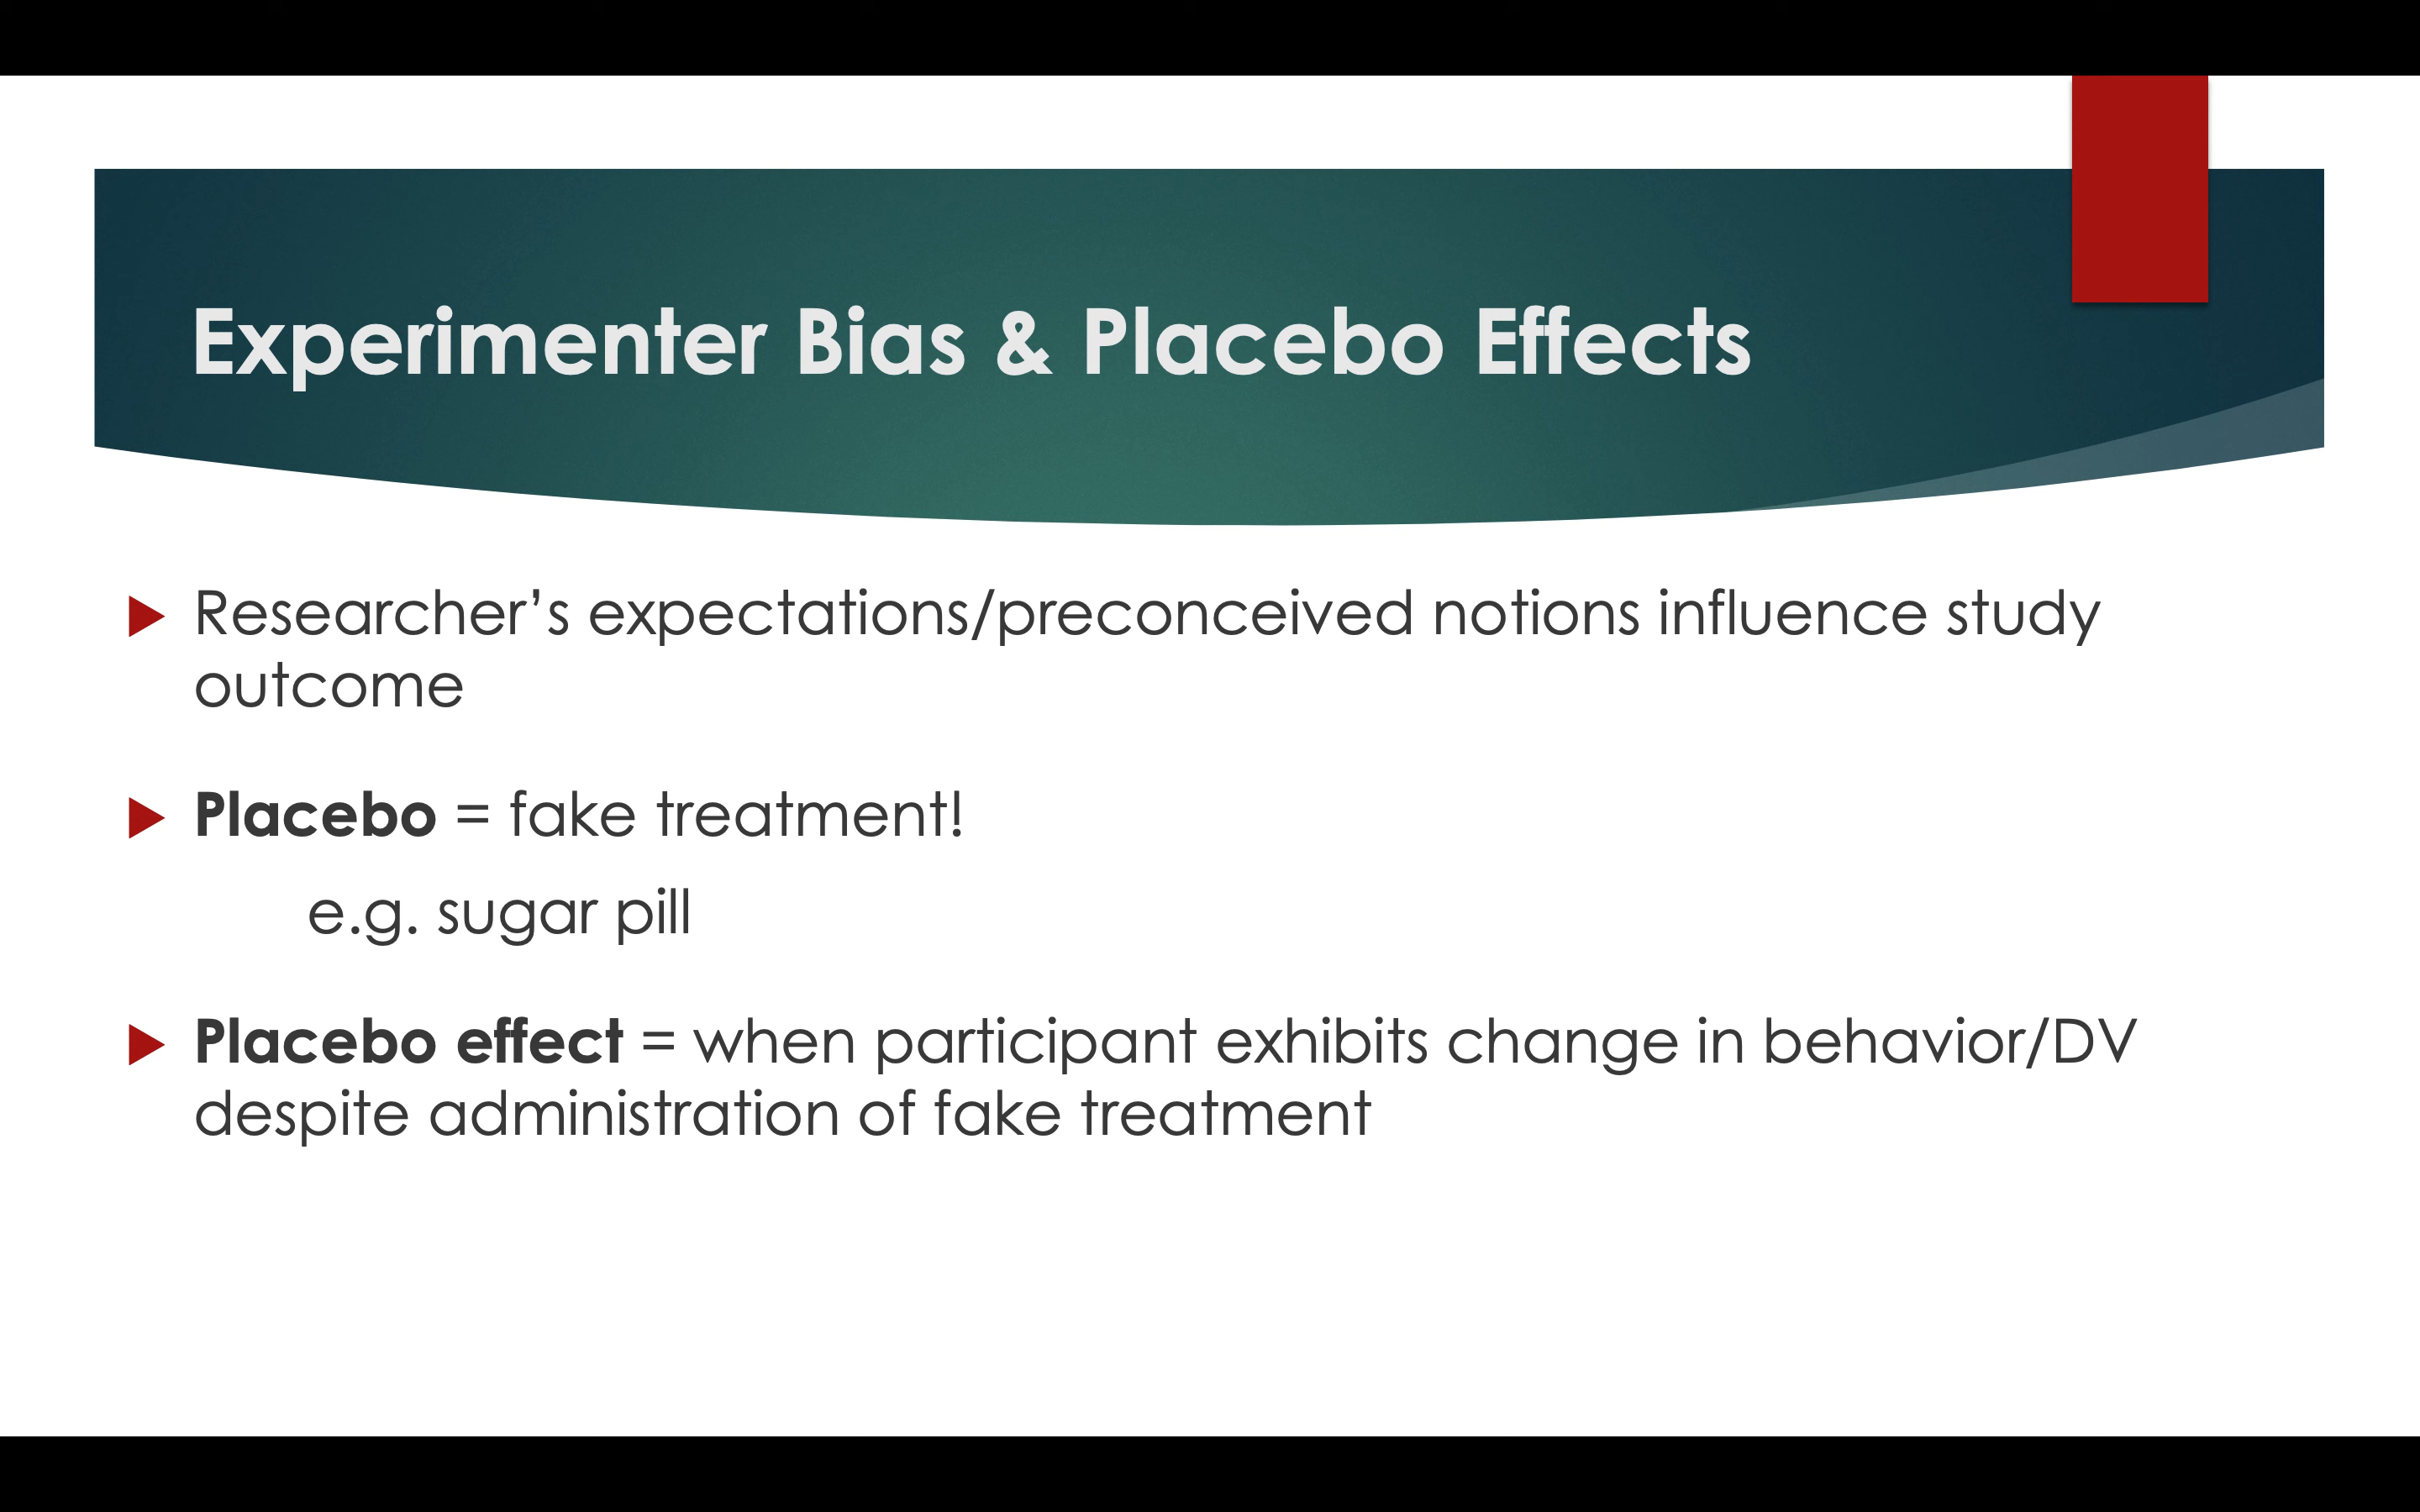 Experimenter Bias & Placebo Effects
Researcher’s expectations/preconceived notions influence study
outcome
Placebo = fake treatment!
e.g. sugar pill
Placebo effect = when participant exhibits change in behavior/DV
despite administration of fake treatment